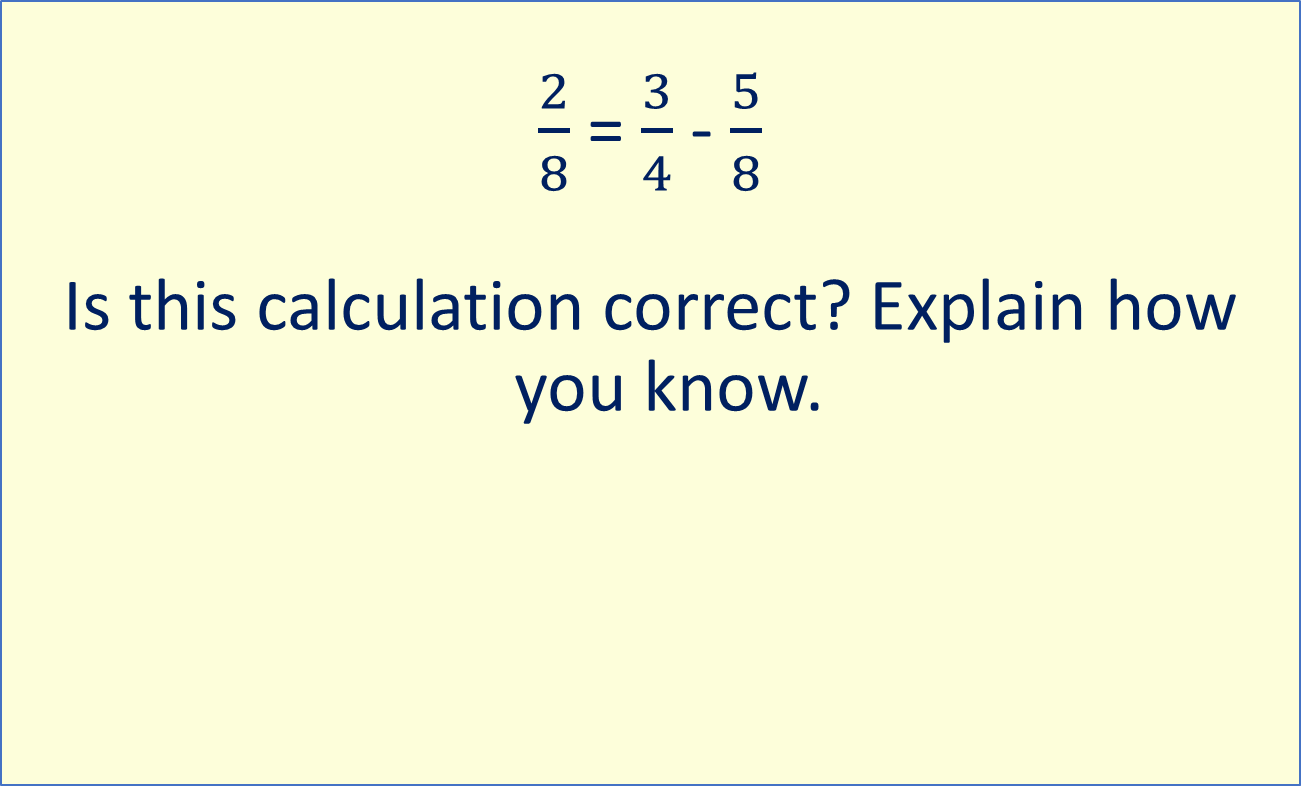 2/8 = 3/4 - 5/8
Is this calculation correct? Explain how
you know.